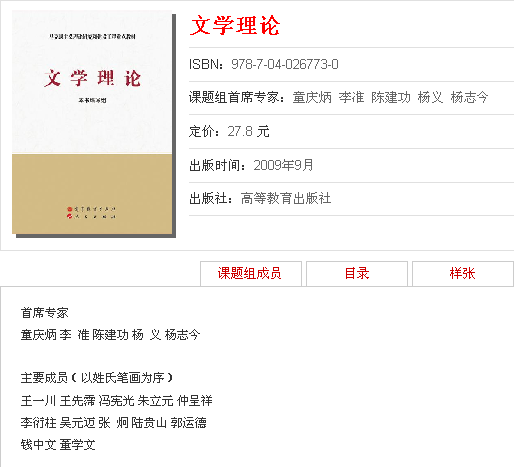 文学理论
ISBN：978-7-04-026773-0
课题组首席专家：童庆炳 李准 陈建功 杨义 杨志今
定价：27.8 元
出版时间：2009年9月
出版社：高等教育出版社
文学理论
本书编写组
课题组成员
目录
样张
首席专家
童庆炳 李 准 陈建功 杨 义 杨志今
主要成员（以姓氏笔画为序）
王一川 王先霈 冯宪光 朱立元 仲呈祥
李衍柱 吴元迈 张 炯 陆贵山 郭运德
钱中文 董学文